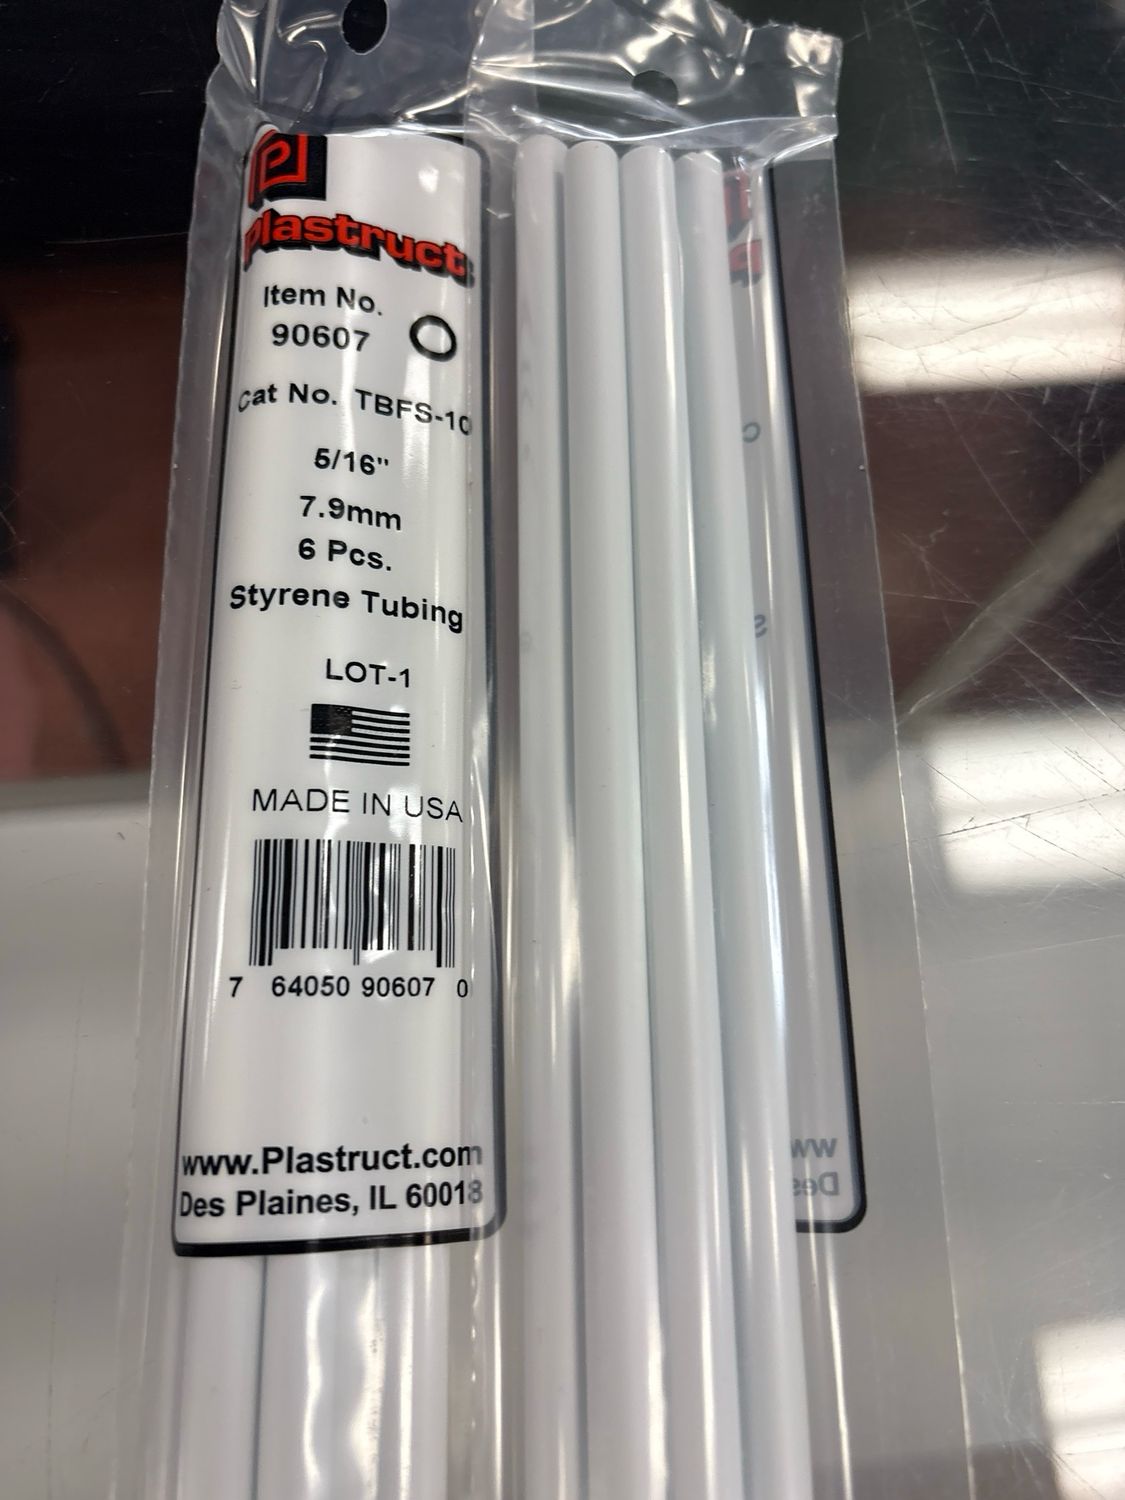 Plastruct
Item No.
90607
Cat No. TBFS-10
5/16"
7.9mm
6 Pcs.
Styrene Tubing
LOT-1
MADE IN USA
7 64050 90607 0
www.Plastruct.com
Des Plaines, IL 60018